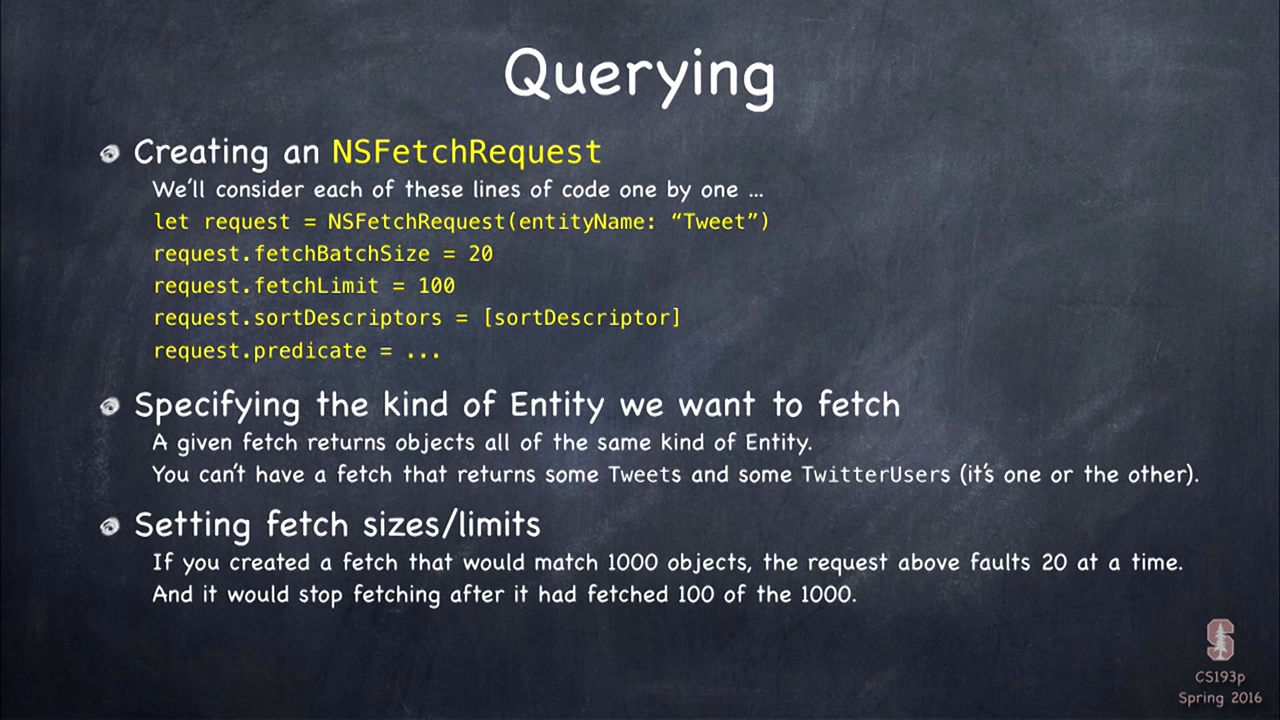 Querying
Creating an NSFetchRequest
We'll consider each of these lines of code one by one …
let request = NSFetchRequest(entityName: “Tweet”)
request.fetchBatchSize = 20
request.fetchLimit = 100
request.sortDescriptors = [sortDescriptor]
request.predicate = ...
Specifying the kind of Entity we want to fetch
A given fetch returns objects all of the same kind of Entity.
You can't have a fetch that returns some Tweets and some TwitterUsers (it's one or the other).
Setting fetch sizes/limits
If you created a fetch that would match 1000 objects, the request above faults 20 at a time.
And it would stop fetching after it had fetched 100 of the 1000.
S
CS193p
Spring 2016